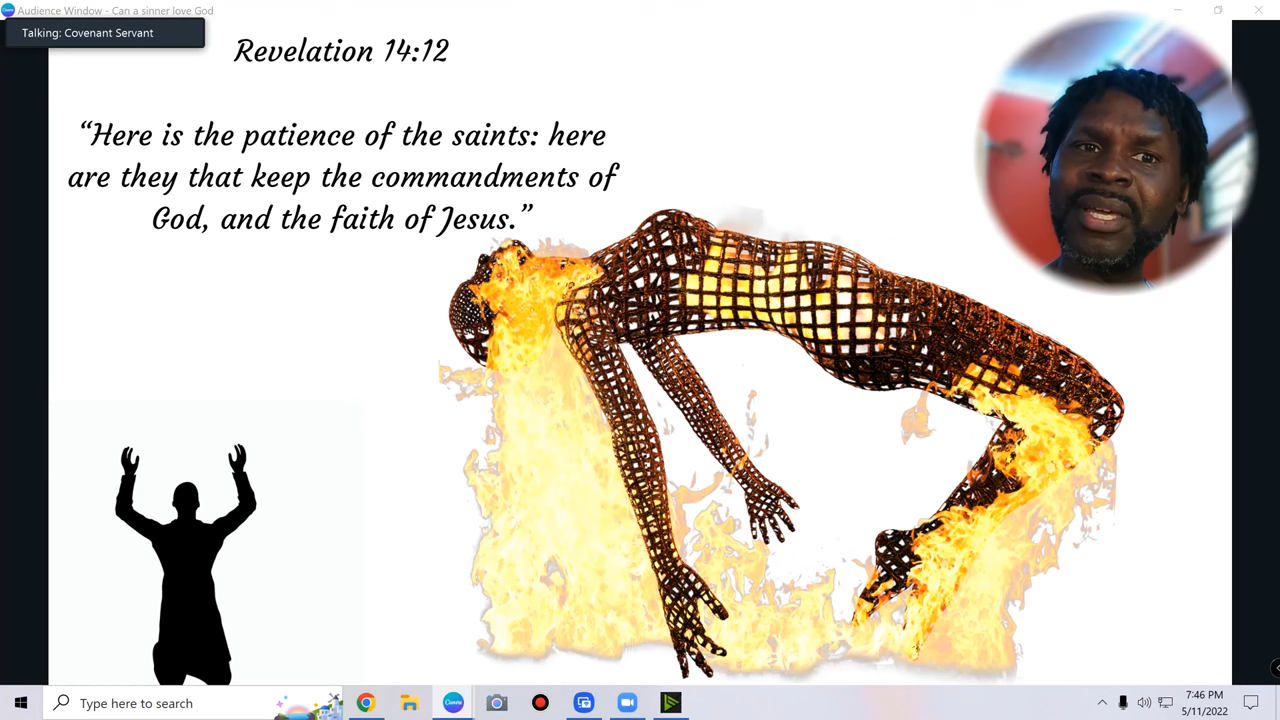 Audience Window - Can a sinner love God
Talking: Covenant Servant
Revelation 14:12
“Here is the patience of the saints: here
are they that keep the commandments of
God, and the faith of Jesus.”
Type here to search
7:46 PM
5/11/2022